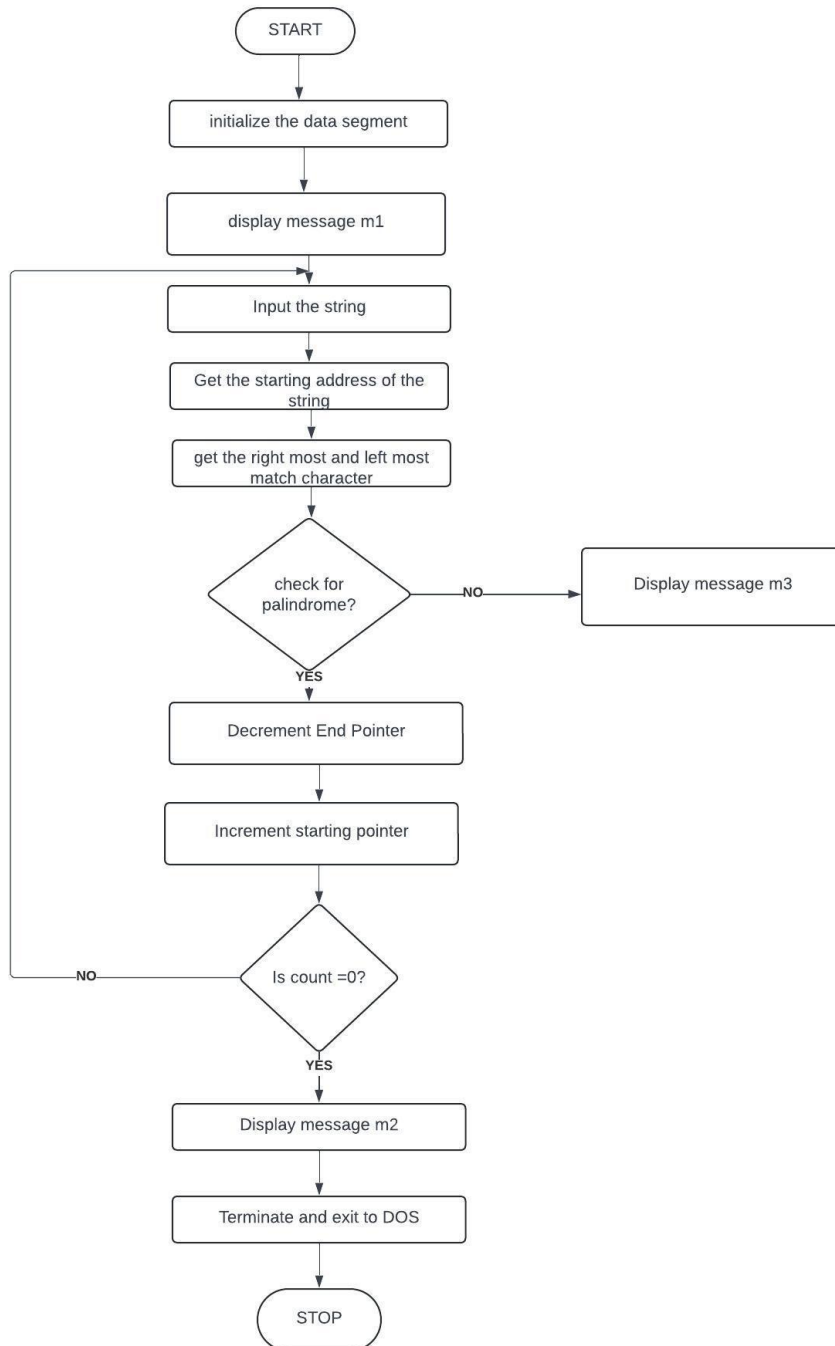 START
initialize the data segment
display message m1
Input the string
Get the starting address of the
string
get the right most and left most
match character
check for
palindrome?
NO
Display message m3
YES
Decrement End Pointer
Increment starting pointer
Is count =0?
NO
YES
Display message m2
Terminate and exit to DOS
STOP